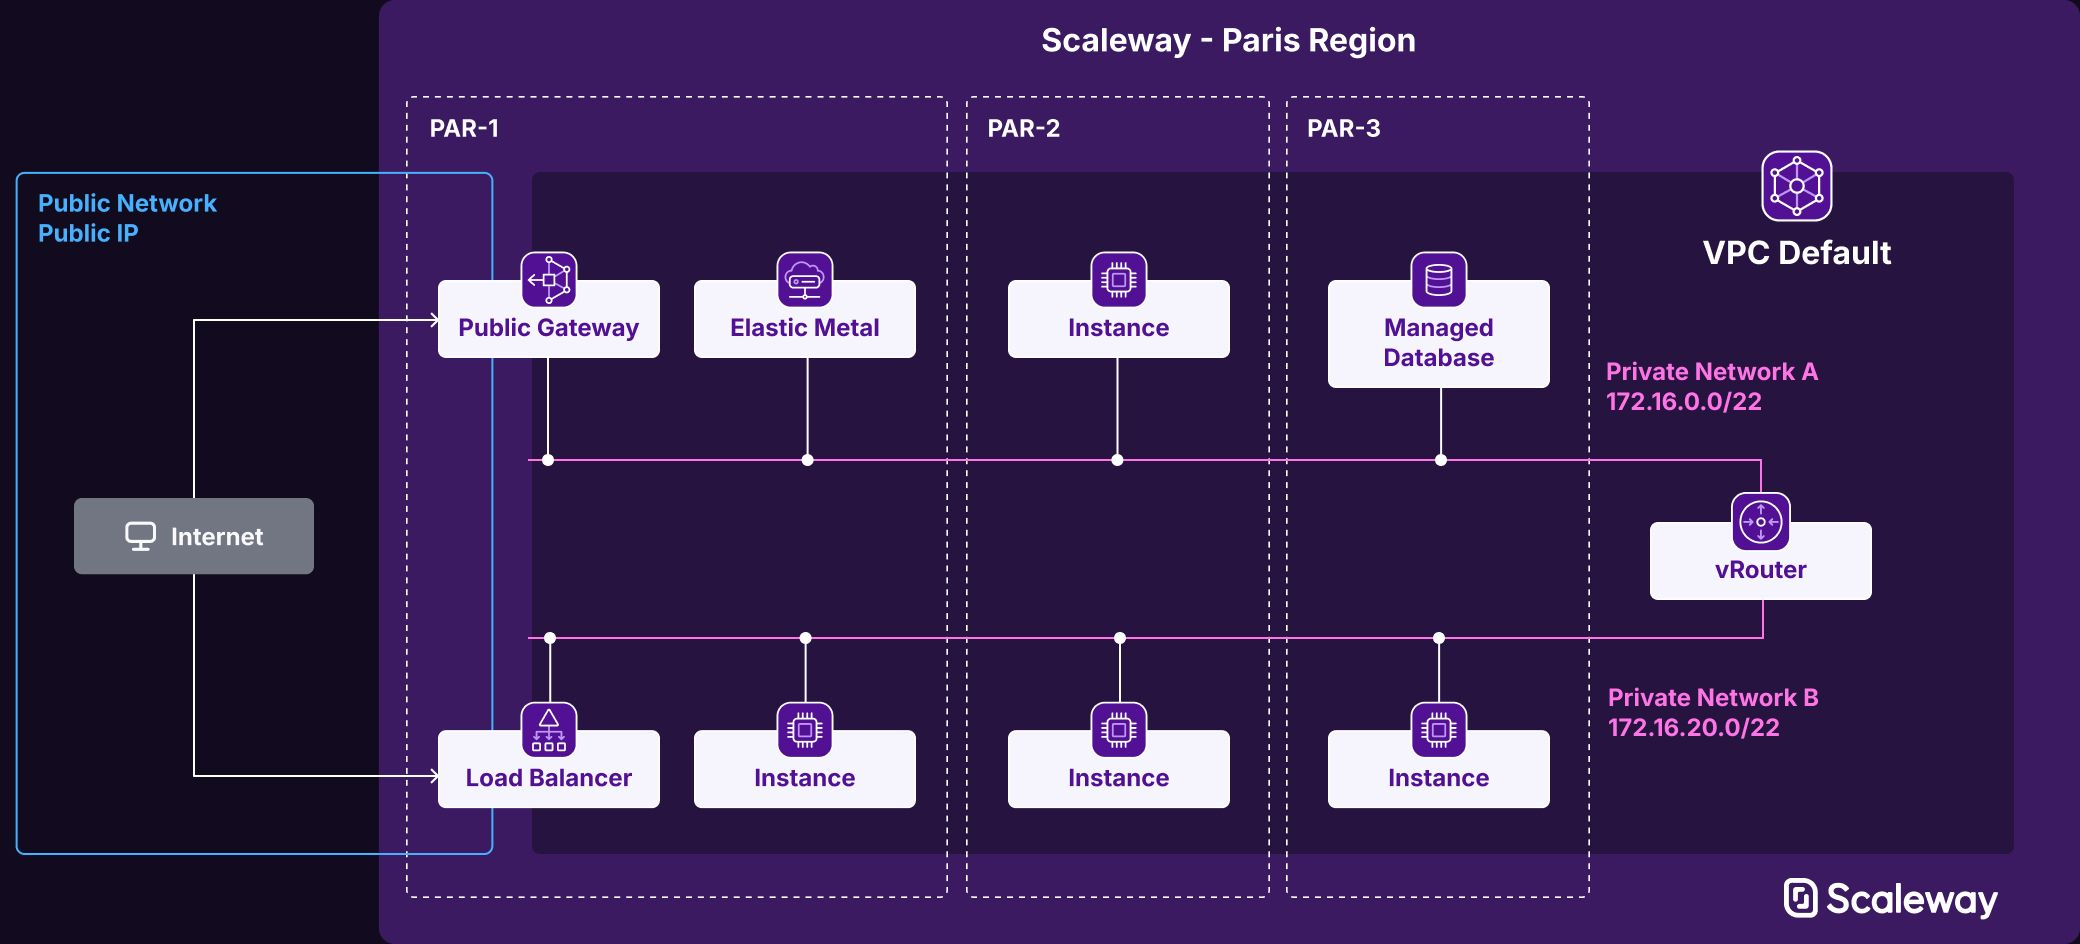 Scaleway - Paris Region
PAR-1
PAR-2
PAR-3
Public Network
Public IP
VPC Default
Public Gateway
Elastic Metal
Instance
Managed
Database
Private Network A
172.16.0.0/22
Internet
vRouter
Private Network B
172.16.20.0/22
Load Balancer
Instance
Instance
Instance
Scaleway